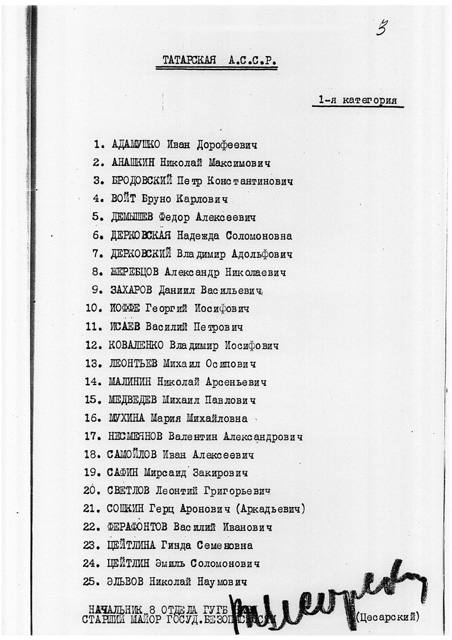 3
ТАТАРСКАЯ А.С.С.Р.
1-я категория
1. АДАМУШКО Иван Дорофеевич
2. АНАШКИН Николай Максимович
3. БРОДОВСКИЙ Петр Константинович
4. ВОЙТ Бруно Карлович
5. ДЕМЫШЕВ Федор Алексеевич
6. ДЕРКОВСКАЯ Надежда Соломоновна
7. ДЕРКОВСКИЙ Владимир Адольфович
8. ЖЕРЕБЦОВ Александр Николаевич
9. ЗАХАРОВ Даниил Васильевич
10. ИОФФЕ Георгий Иосифович
11. ИСАЕВ Василий Петрович
12. КОВАЛЕНКО Владимир Иосифович
13. ЛЕОНТЬЕВ Михаил Осипович
14. МАЛИНИН Николай Арсеньевич
15. МЕДВЕДЕВ Михаил Павлович
16. МУХИНА Мария Михайловна
17. НЕСМЕЯНОВ Валентин Александрович
18. САМОЙЛОВ Иван Алексеевич
19. САФИН Мирсаид Закирович
20. СВЕТЛОВ Леонтий Григорьевич
21. СОШКИН Герц Аронович (Аркадьевич)
22. ФЕРАФОНТОВ Василий Иванович
23. ЦЕЙТЛИНА Гинда Семеновна
24. ЦЕЙТЛИН Эмиль Соломонович
25. ЭЛЬВОВ Николай Наумович
НАЧАЛЬНИК 8 ОТДЕЛА ГУГБ
СТАРШИЙ МАЙОР ГОСУД.БЕЗОПАСНОСТИ (Цесарский)